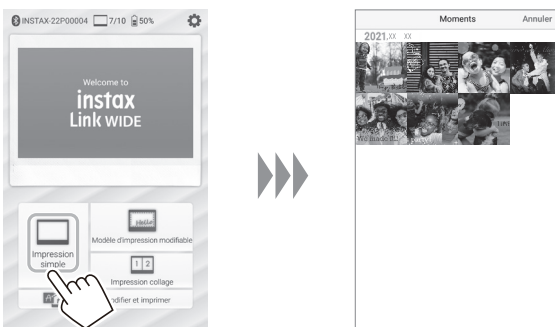 INSTAX-22P00004 7/10 50%
Welcome to
instax
Link WIDE
Impression
simple
Modèle d'impression modifiable
1 2
Impression collage
difier et imprimer
Moments
Annuler
2021.XX XX